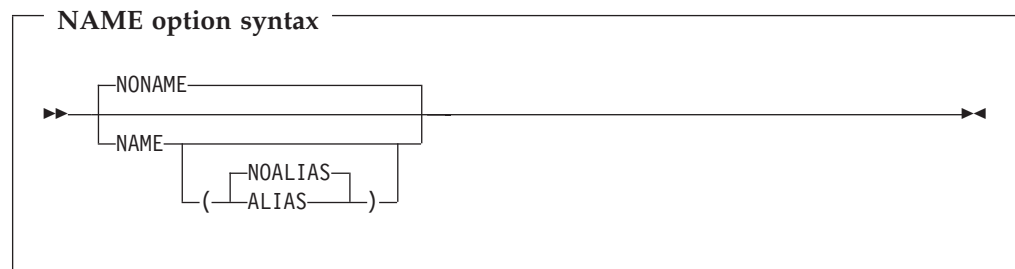 NAME option syntax
NONAME
NAME
NOALIAS
( ALIAS )